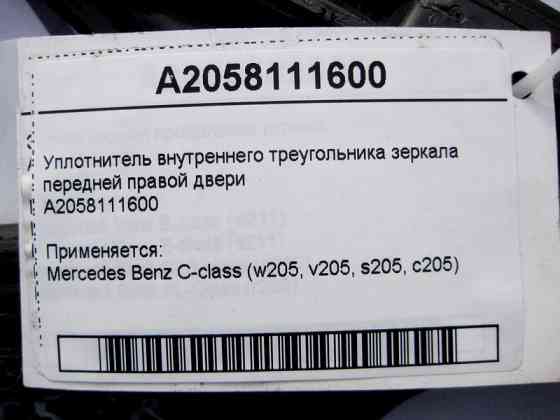 A2058111600
Уплотнитель внутреннего треугольника зеркала
передней правой двери
A2058111600
Применяется:
Mercedes Benz C-class (w205, v205, s205, c205)